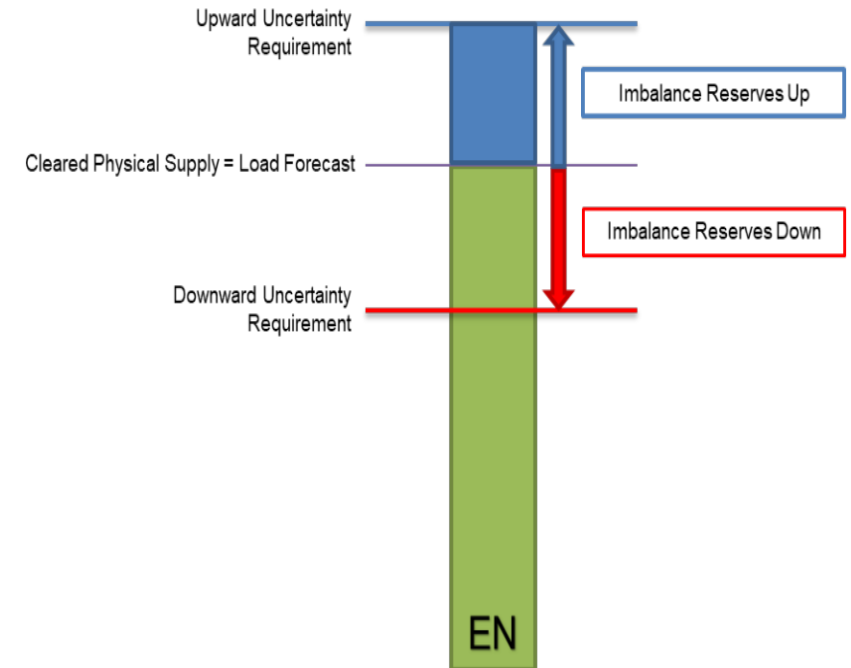 Upward Uncertainty
Requirement
Imbalance Reserves Up
Cleared Physical Supply = Load Forecast
Imbalance Reserves Down
Downward Uncertainty
Requirement
EN